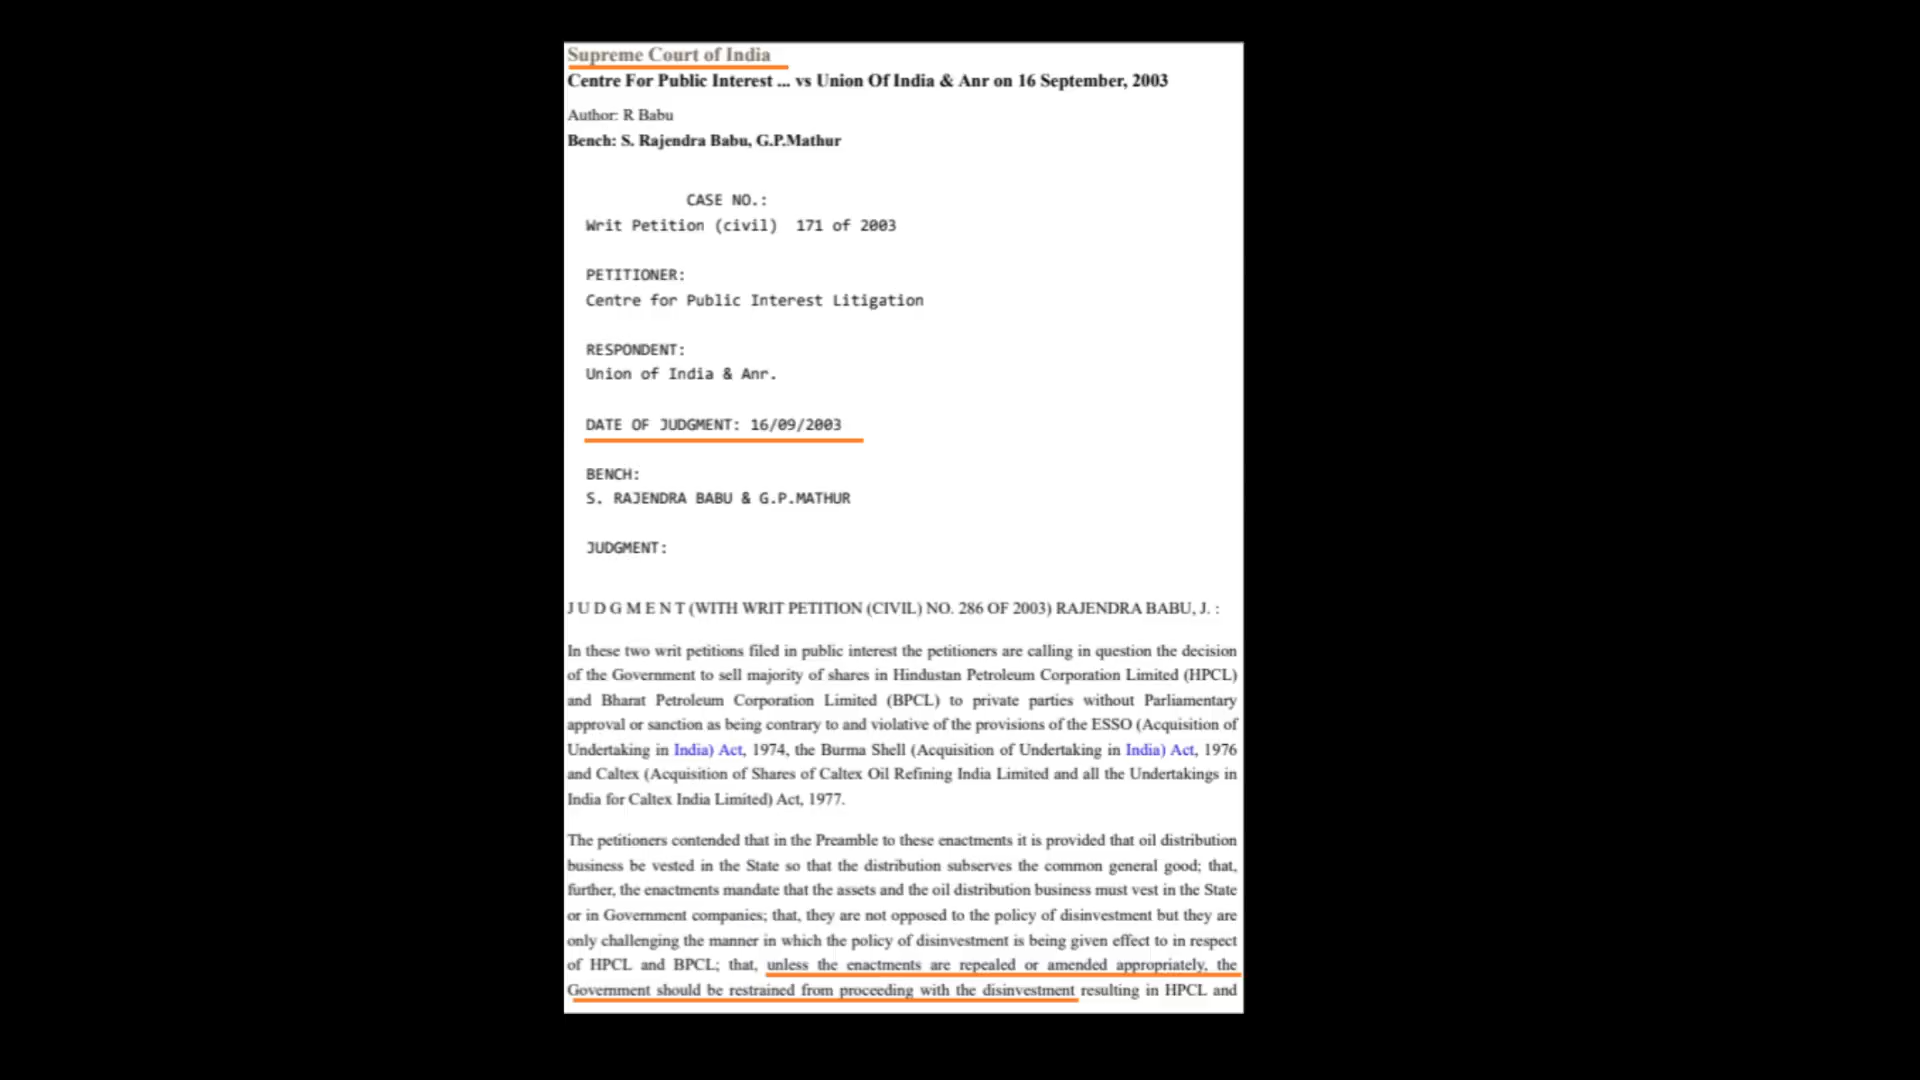 Supreme Court of India
Centre For Public Interest ... vs Union Of India & Anr on 16 September, 2003
Author: R Babu
Bench: S. Rajendra Babu, G.P.Mathur
CASE NO.:
Writ Petition (civil) 171 of 2003
PETITIONER:
Centre for Public Interest Litigation
RESPONDENT:
Union of India & Anr.
DATE OF JUDGMENT: 16/09/2003
BENCH:
S. RAJENDRA BABU & G.P.MATHUR
JUDGMENT:
J U D G M E N T (WITH WRIT PETITION (CIVIL) NO. 286 OF 2003) RAJENDRA BABU, J. :
In these two writ petitions filed in public interest the petitioners are calling in question the decision
of the Government to sell majority of shares in Hindustan Petroleum Corporation Limited (HPCL)
and Bharat Petroleum Corporation Limited (BPCL) to private parties without Parliamentary
approval or sanction as being contrary to and violative of the provisions of the ESSO (Acquisition of
Undertaking in India) Act, 1974, the Burma Shell (Acquisition of Undertaking in India) Act, 1976
and Caltex (Acquisition of Shares of Caltex Oil Refining India Limited and all the Undertakings in
India for Caltex India Limited) Act, 1977.
The petitioners contended that in the Preamble to these enactments it is provided that oil distribution
business be vested in the State so that the distribution subserves the common general good; that,
further, the enactments mandate that the assets and the oil distribution business must vest in the State
or in Government companies; that, they are not opposed to the policy of disinvestment but they are
only challenging the manner in which the policy of disinvestment is being given effect to in respect
of HPCL and BPCL; that, unless the enactments are repealed or amended appropriately, the
Government should be restrained from proceeding with the disinvestment resulting in HPCL and